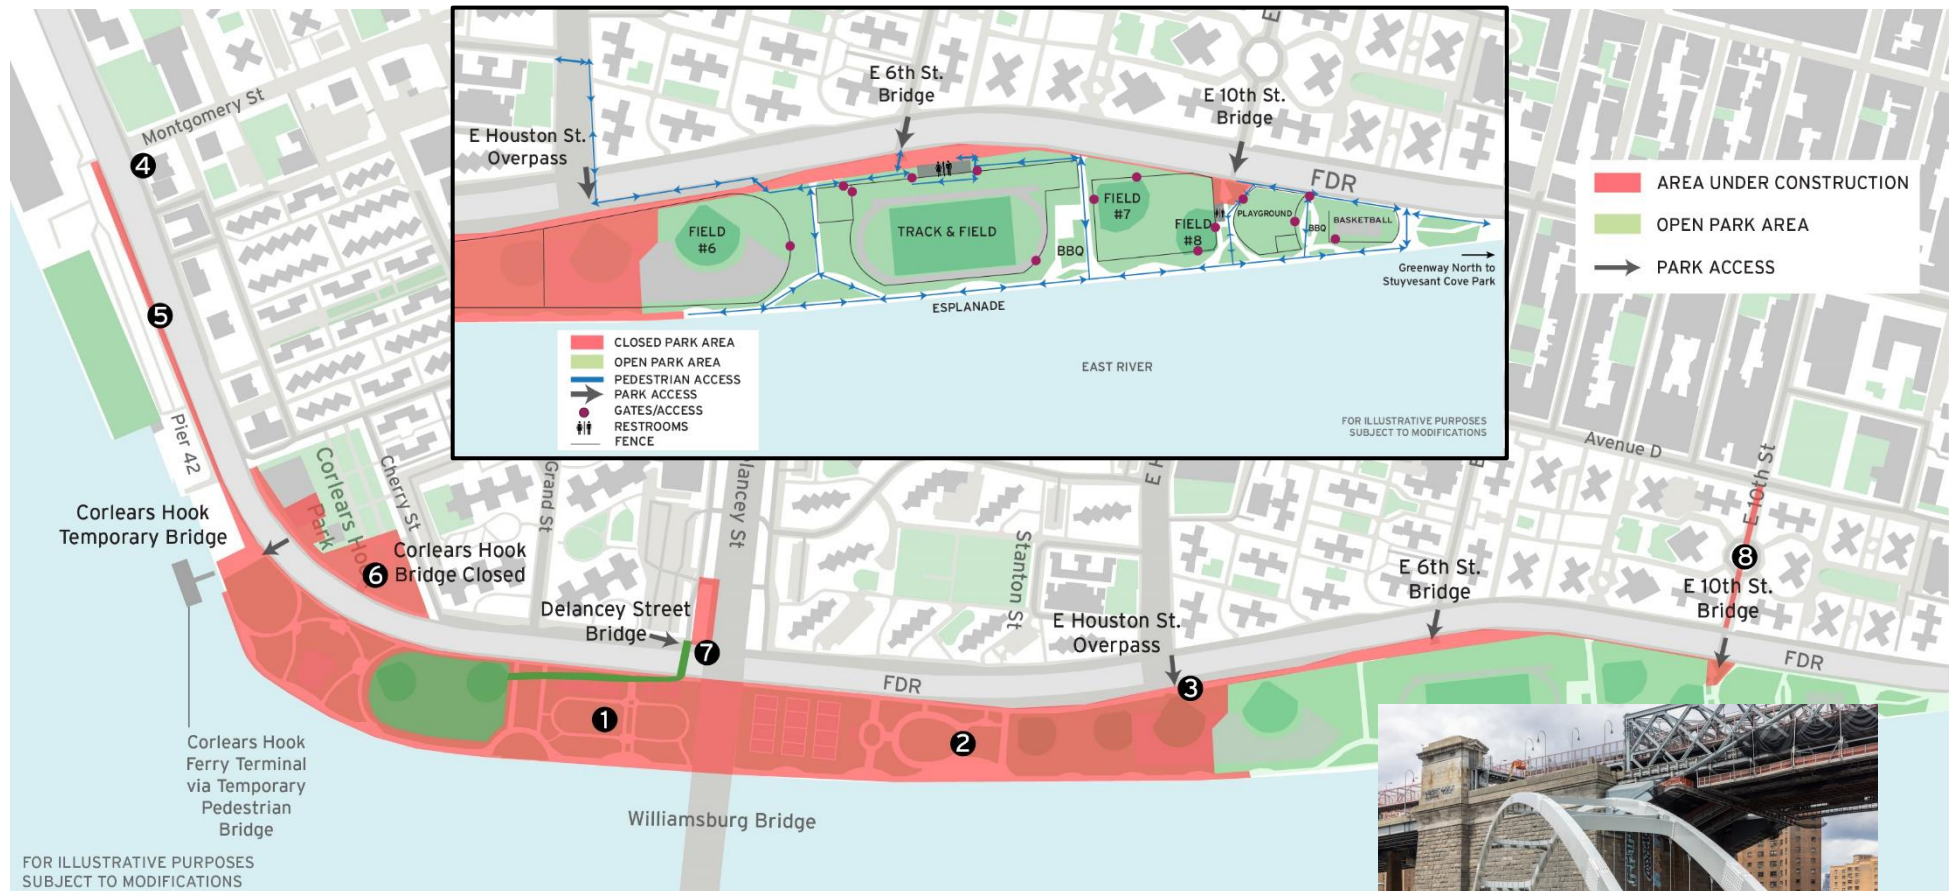 Montgomery St
4
5
Pier 42
Corlears Hook
Park
Corlears Hook
Temporary Bridge
Cherry St
6
Corlears Hook
Bridge Closed
Grand St
Delancey Street
Bridge
7
Stanton St
E Houston St.
Overpass
3
E 6th St.
Bridge
Avenue D
E 10th St
8
E 10th St.
Bridge
FDR
FDR
1
2
Williamsburg Bridge
Corlears Hook
Ferry Terminal
via Temporary
Pedestrian
Bridge
FOR ILLUSTRATIVE PURPOSES
SUBJECT TO MODIFICATIONS
AREA UNDER CONSTRUCTION
OPEN PARK AREA
PARK ACCESS
E Houston St.
Overpass
E 6th St.
Bridge
E 10th St.
Bridge
FDR
FIELD
#6
TRACK & FIELD
BBQ
FIELD
#7
FIELD
#8
PLAYGROUND
BBQ
BASKETBALL
Greenway North to
Stuyvesant Cove Park
ESPLANADE
EAST RIVER
CLOSED PARK AREA
OPEN PARK AREA
PEDESTRIAN ACCESS
PARK ACCESS
GATES/ACCESS
RESTROOMS
FENCE
FOR ILLUSTRATIVE PURPOSES
SUBJECT TO MODIFICATIONS